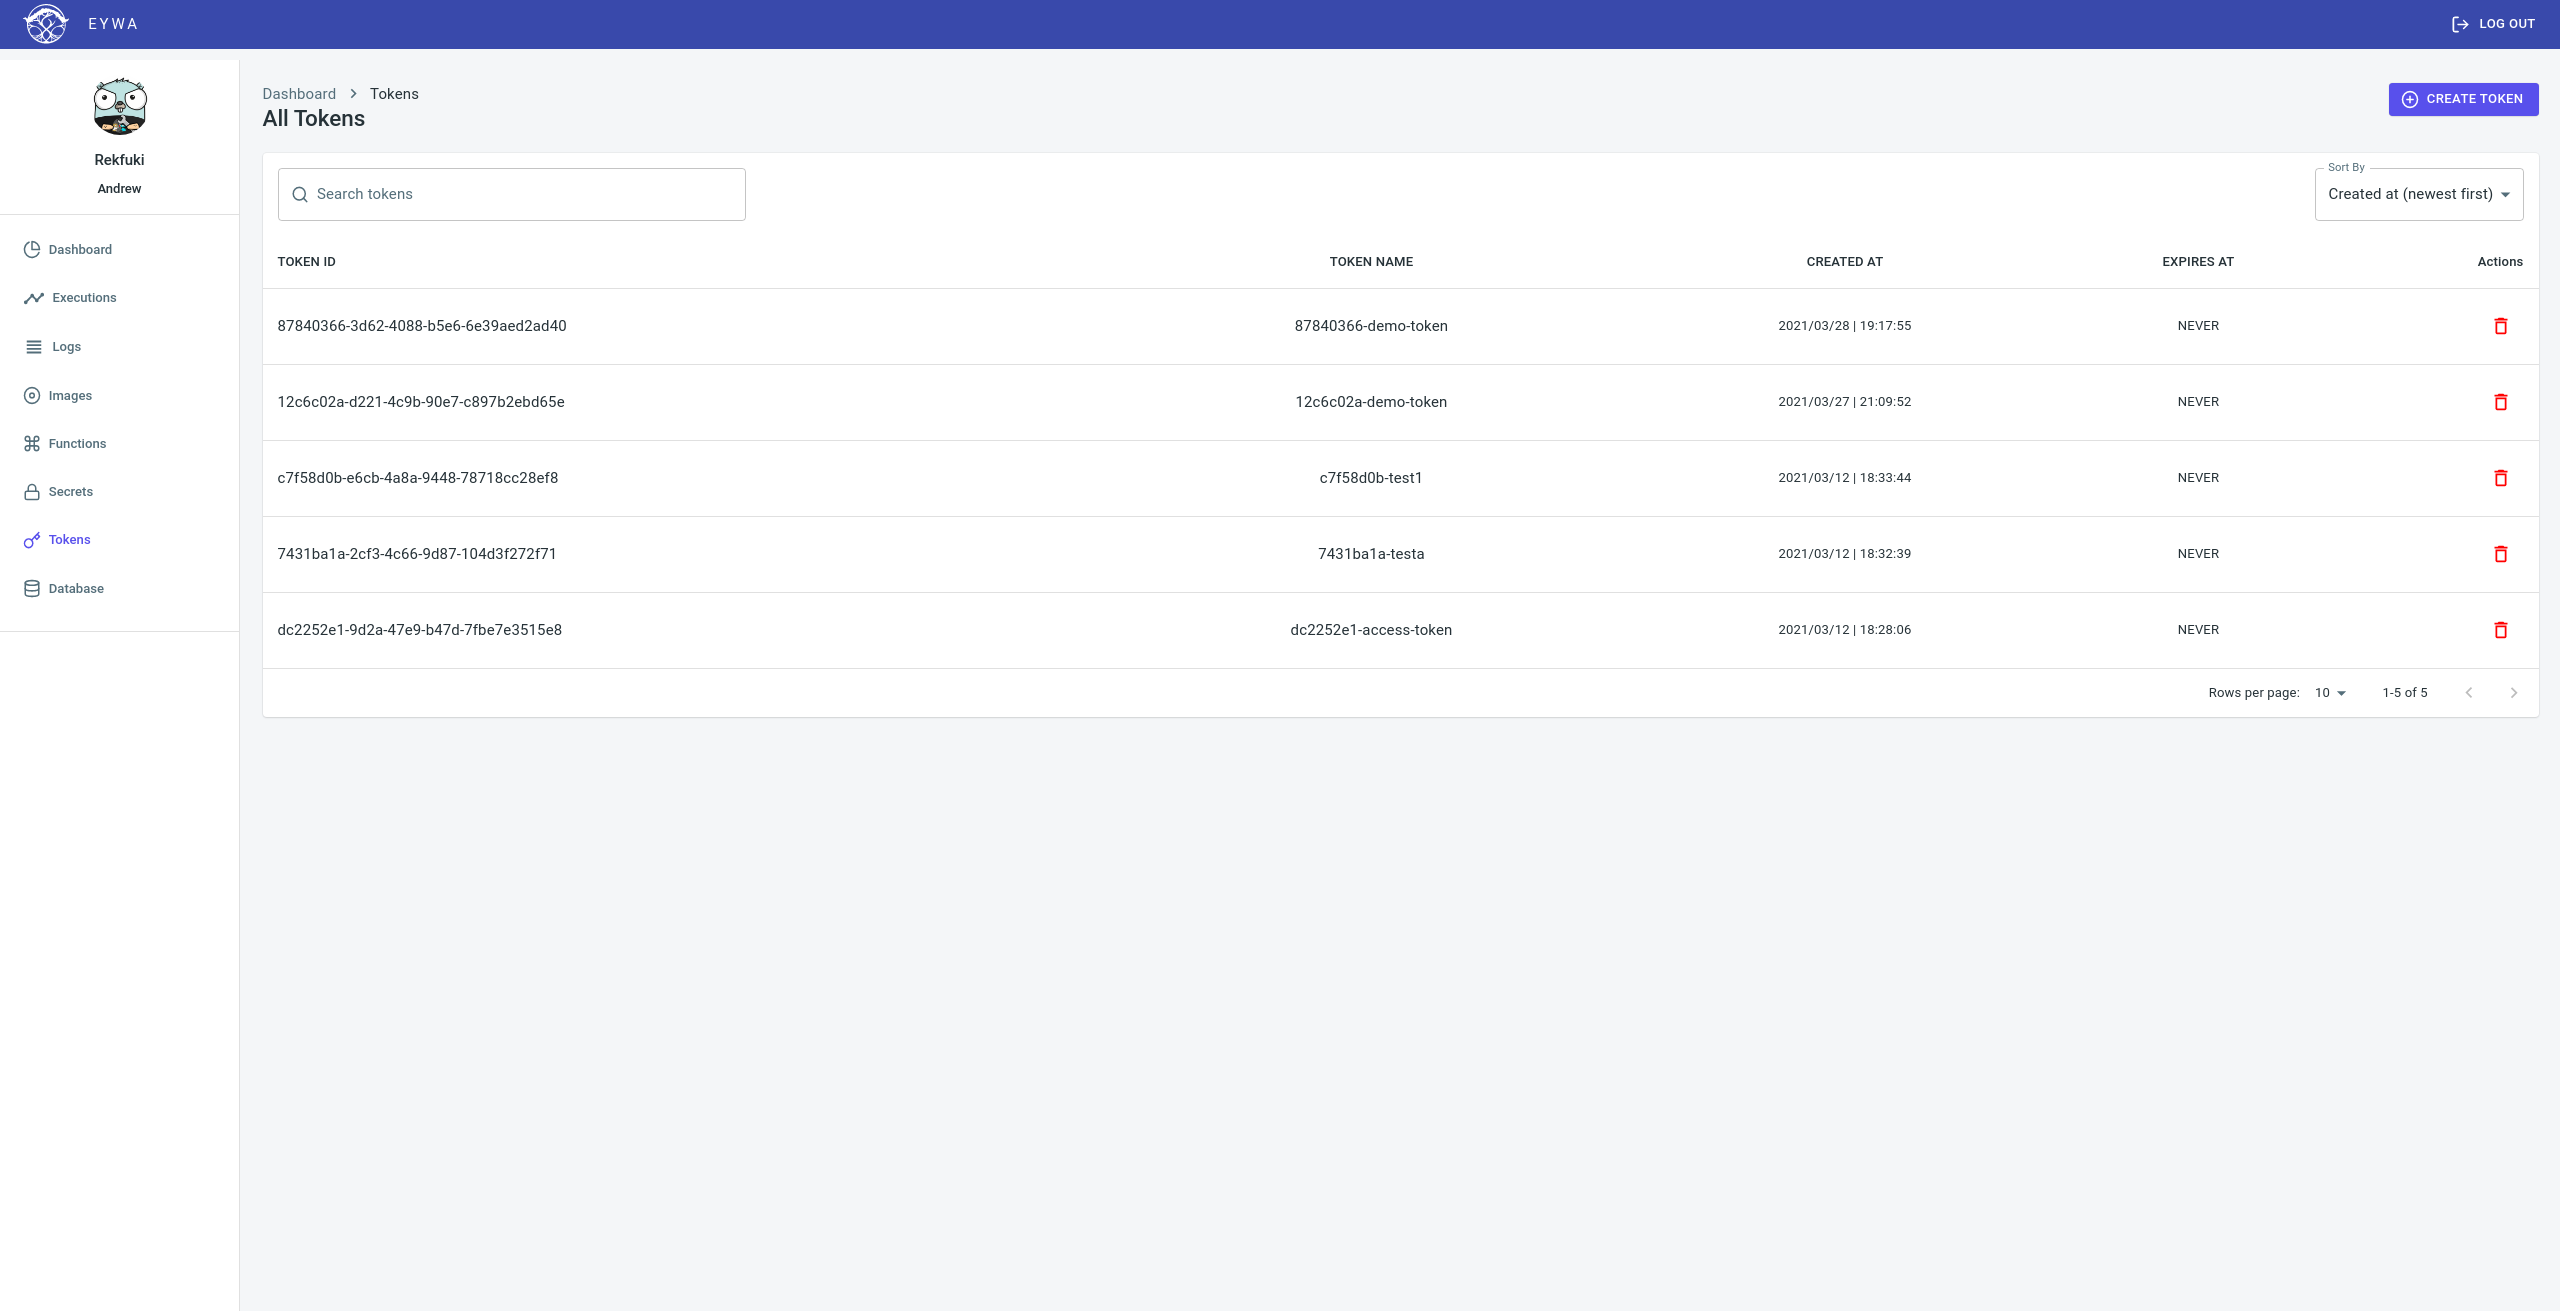 EYWA
LOG OUT
Rekfuki
Andrew
Dashboard
Executions
Logs
Images
Functions
Secrets
Tokens
Database
Dashboard > Tokens
All Tokens
CREATE TOKEN
Search tokens
Sort By
Created at (newest first)
TOKEN ID TOKEN NAME CREATED AT EXPIRES AT Actions
87840366-3d62-4088-b5e6-6e39aed2ad40 87840366-demo-token 2021/03/28 | 19:17:55 NEVER
12c6c02a-d221-4c9b-90e7-c897b2ebd65e 12c6c02a-demo-token 2021/03/27 | 21:09:52 NEVER
c7f58d0b-e6cb-4a8a-9448-78718cc28ef8 c7f58d0b-test1 2021/03/12 | 18:33:44 NEVER
7431ba1a-2cf3-4c66-9d87-104d3f272f71 7431ba1a-testa 2021/03/12 | 18:32:39 NEVER
dc2252e1-9d2a-47e9-b47d-7fbe7e3515e8 dc2252e1-access-token 2021/03/12 | 18:28:06 NEVER
Rows per page: 10 1-5 of 5